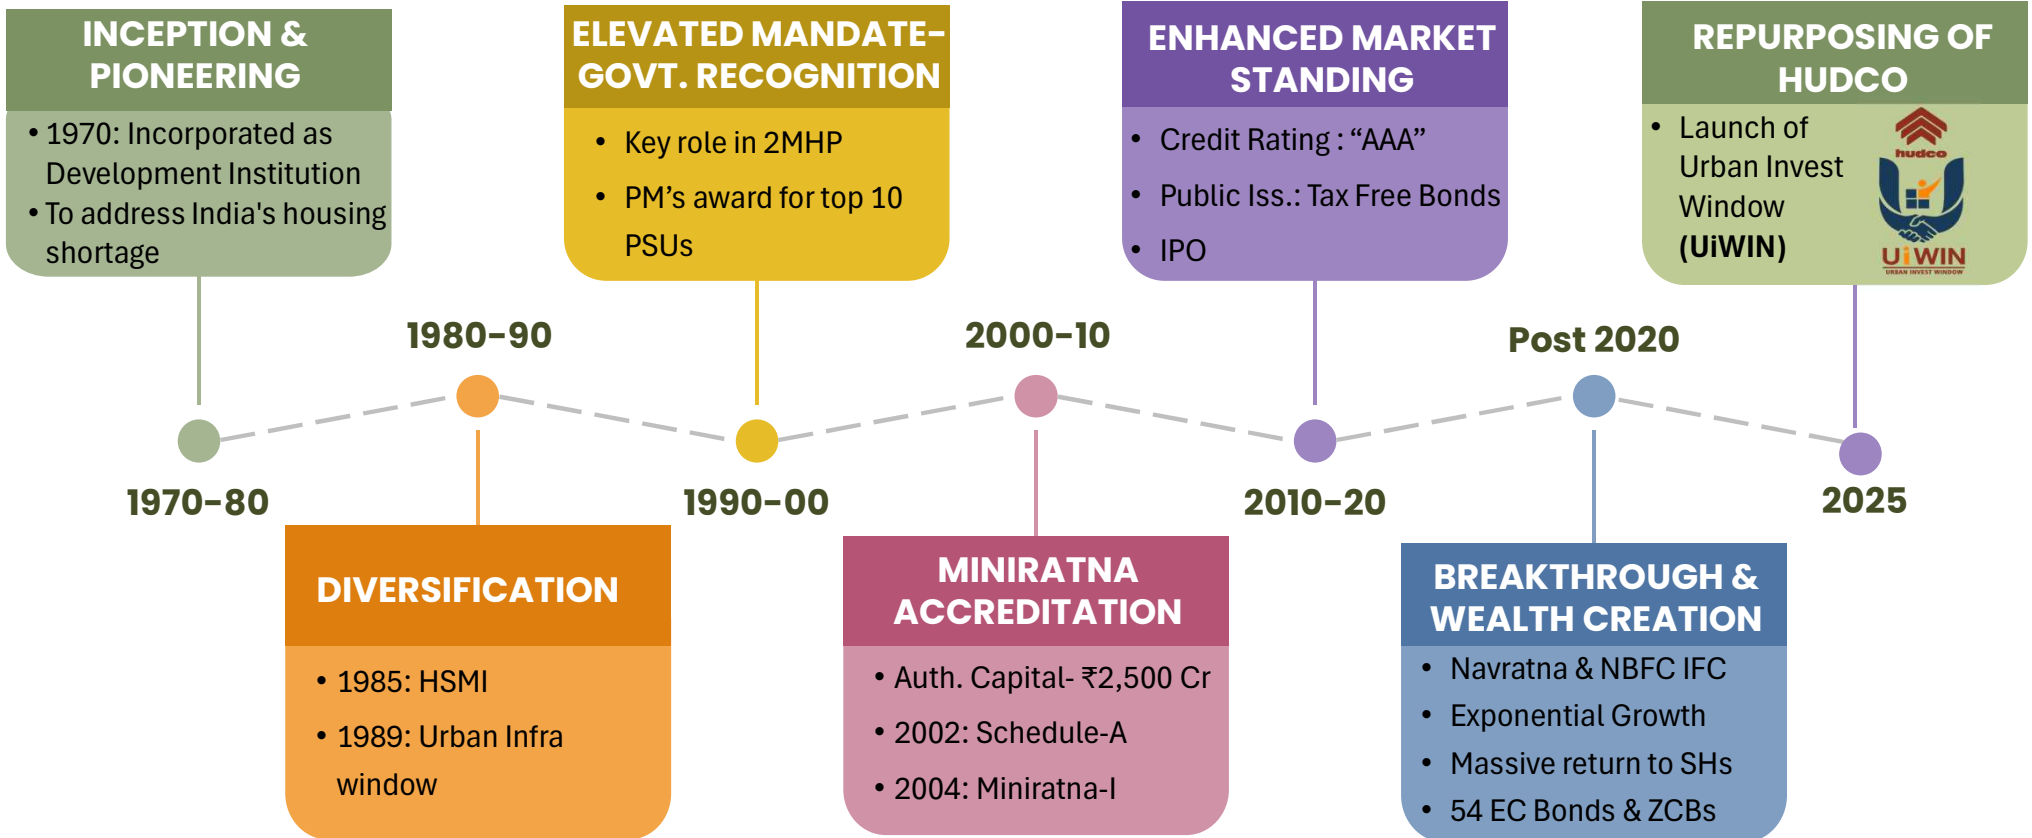 INCEPTION &
PIONEERING
• 1970: Incorporated as
Development Institution
• To address India's housing
shortage
ELEVATED MANDATE-
GOVT. RECOGNITION
• Key role in 2MHP
• PM's award for top 10
PSUs
ENHANCED MARKET
STANDING
• Credit Rating : “AAA”
• Public Iss.: Tax Free Bonds
• IPO
REPURPOSING OF
HUDCO
• Launch of
Urban Invest
Window
(UiWIN)
hudco
UiWIN
URBAN INVEST WINDOW
1980-90
2000-10
Post 2020
1970-80
1990-00
2010-20
2025
DIVERSIFICATION
• 1985: HSMI
• 1989: Urban Infra
window
MINIRATNA
ACCREDITATION
• Auth. Capital- ₹2,500 Cr
• 2002: Schedule-A
• 2004: Miniratna-I
BREAKTHROUGH &
WEALTH CREATION
• Navratna & NBFC IFC
• Exponential Growth
• Massive return to SHs
• 54 EC Bonds & ZCBs